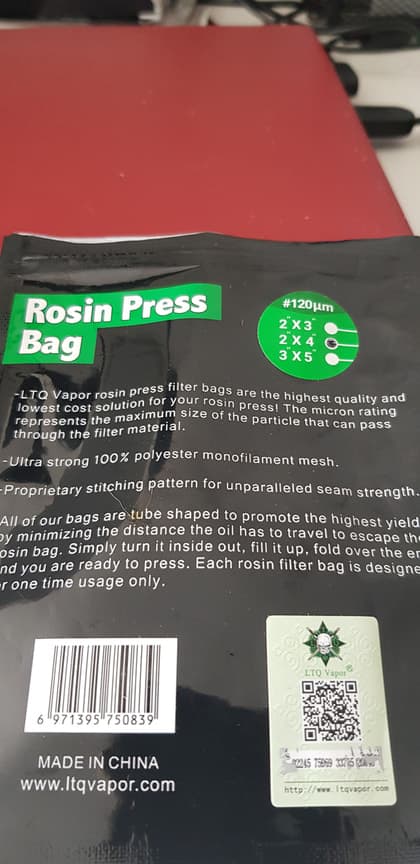 Rosin Press
Bag
#120μm
2"X3"
2"X4"
3"X5"
-LTQ Vapor rosin press filter bags are the highest quality and
lowest cost solution for your rosin press! The micron rating
represents the maximum size of the particle that can pass
through the filter material.
-Ultra strong 100% polyester monofilament mesh.
-Proprietary stitching pattern for unparalleled seam strength.
All of our bags are tube shaped to promote the highest yield
by minimizing the distance the oil has to travel to escape the
osin bag. Simply turn it inside out, fill it up, fold over the en
nd you are ready to press. Each rosin filter bag is designe
r one time usage only.
6 971395 750839
MADE IN CHINA
www.ltqvapor.com
LTQ Vapor®
http://www.ltqvapor.com